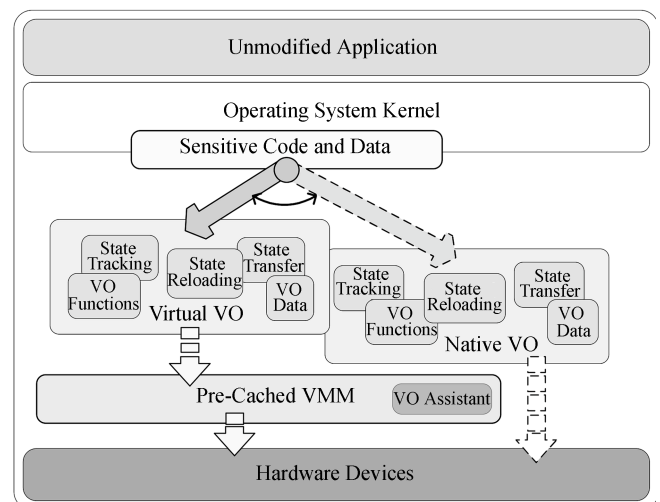 Unmodified Application
Operating System Kernel
Sensitive Code and Data
State
Tracking
VO
Functions
State
Reloading
State
Transfer
VO
Data
Virtual VO
State
Tracking
VO
Functions
State
Reloading
State
Transfer
VO
Data
Native VO
Pre-Cached VMM
VO Assistant
Hardware Devices